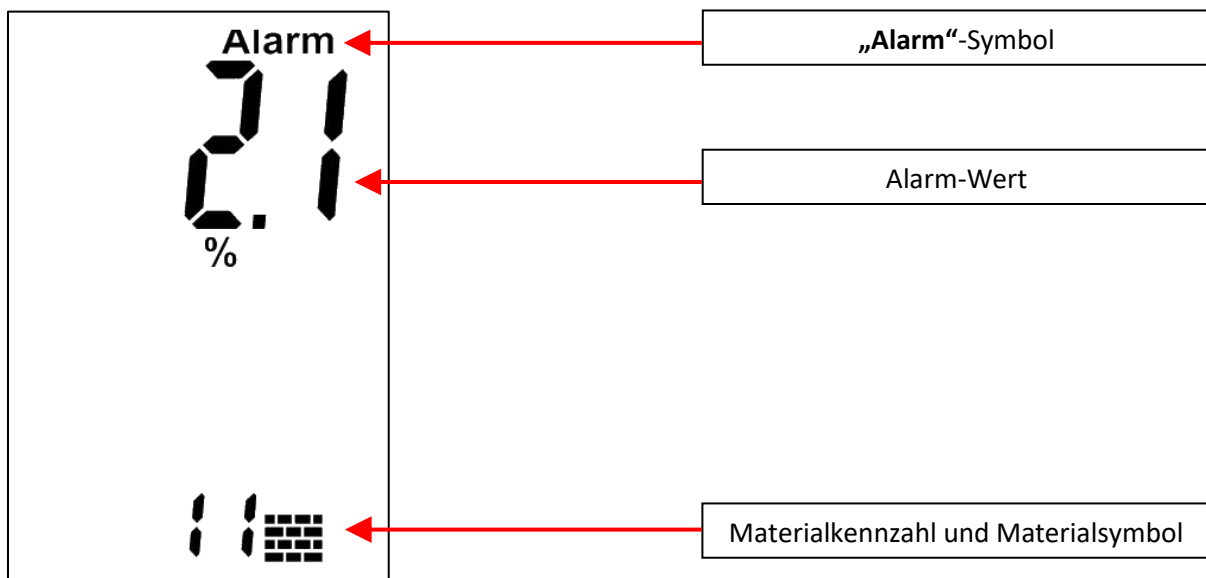 Alarm
„Alarm“-Symbol
2.1
Alarm-Wert
%
11
Materialkennzahl und Materialsymbol